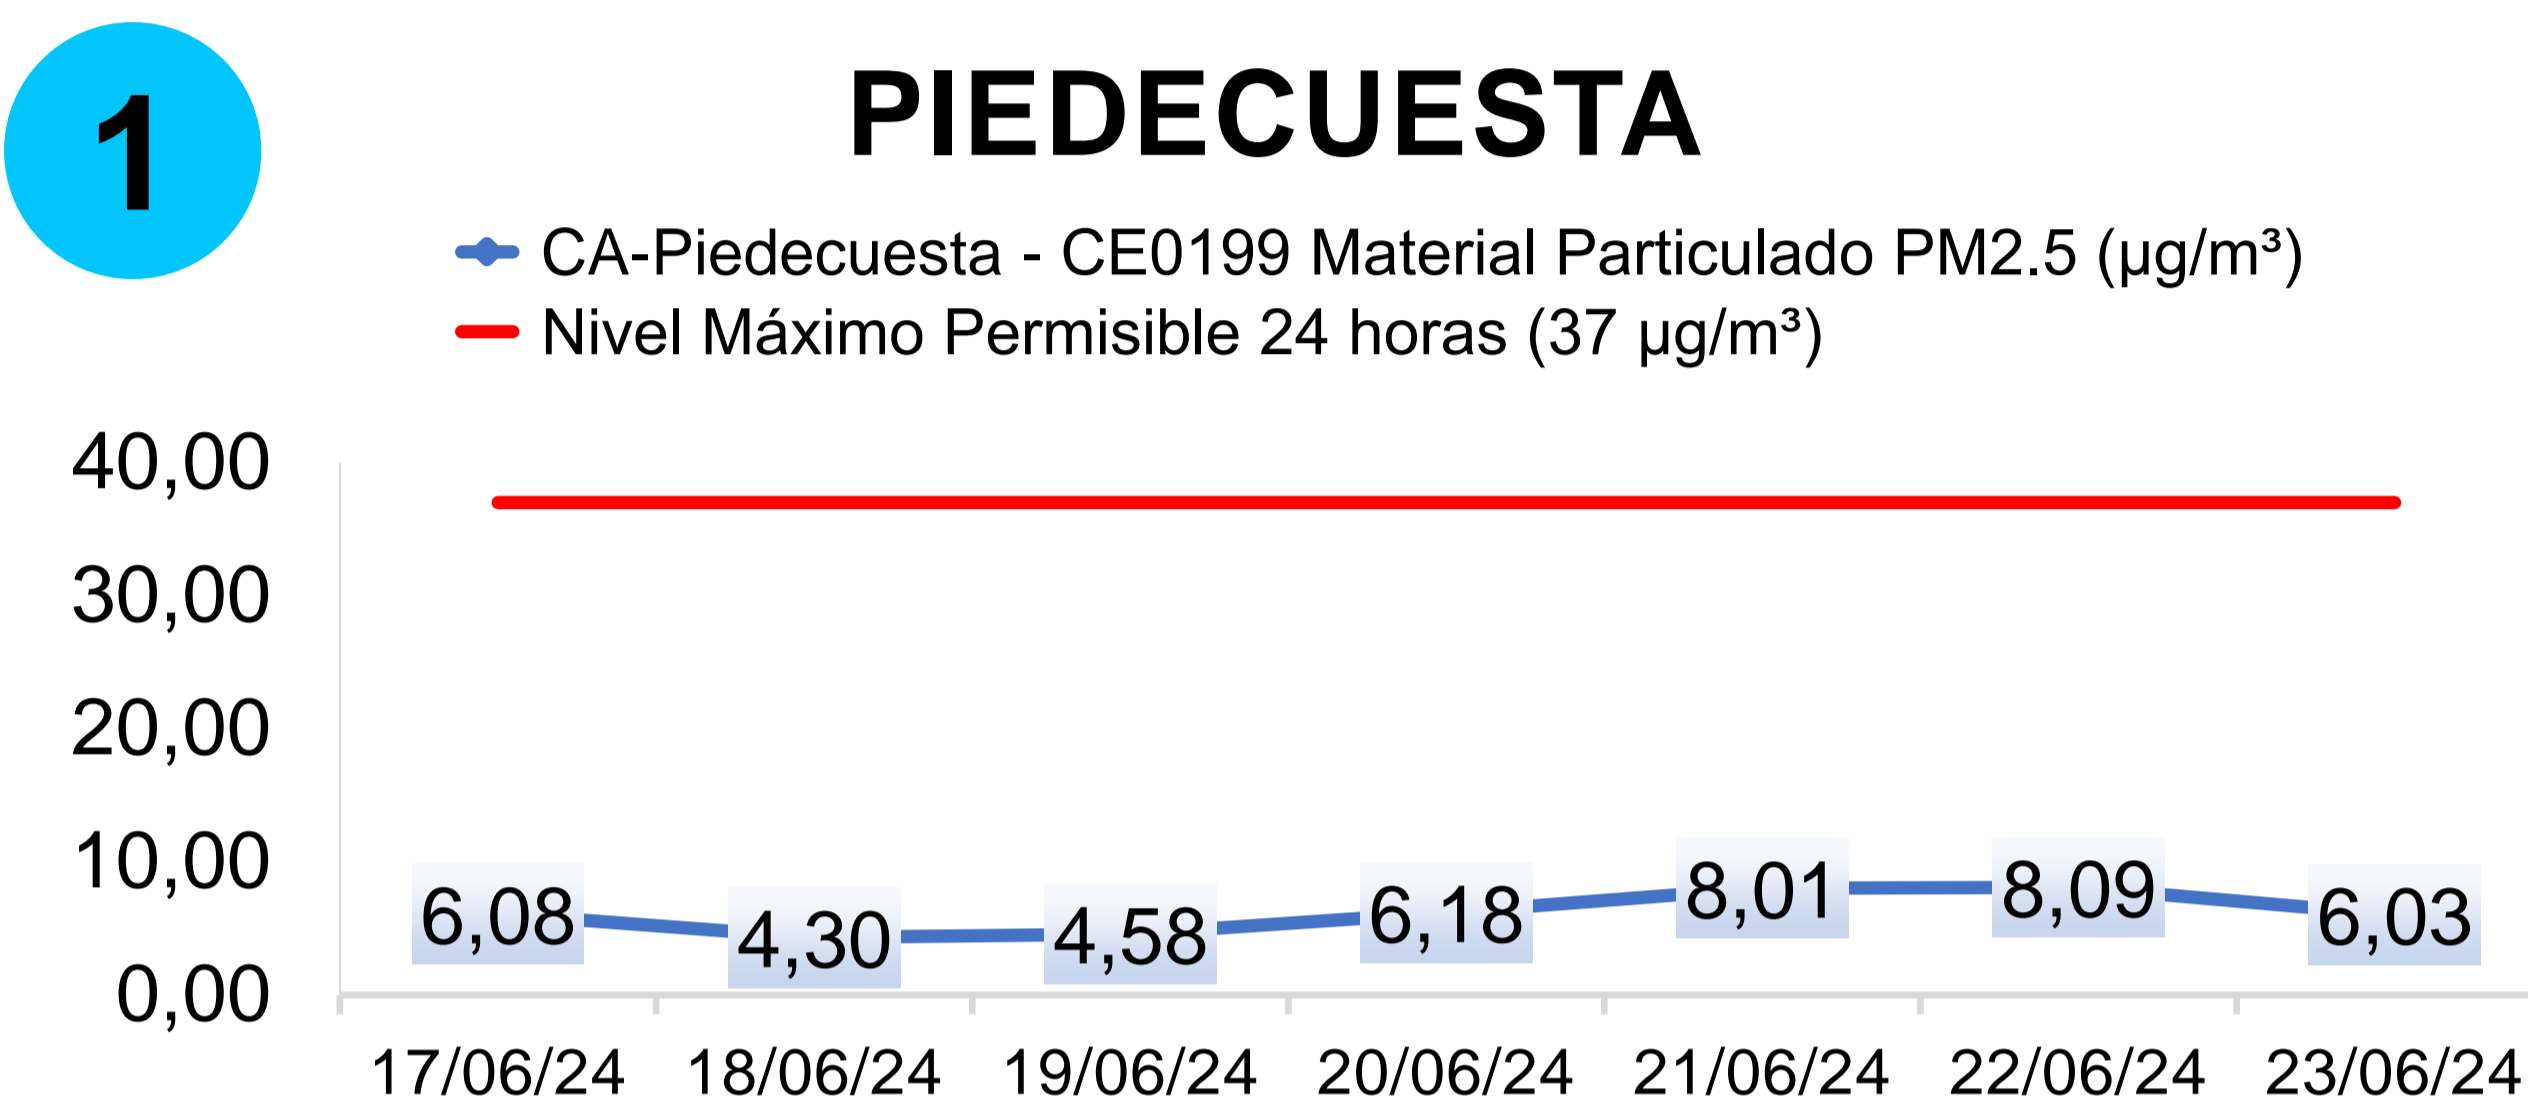 1
PIEDECUESTA
CA-Piedecuesta - CE0199 Material Particulado PM2.5 (µg/m³)
Nivel Máximo Permisible 24 horas (37 µg/m³)
40,00
30,00
20,00
10,00
0,00
6,08 4,30 4,58 6,18 8,01 8,09 6,03
17/06/24 18/06/24 19/06/24 20/06/24 21/06/24 22/06/24 23/06/24